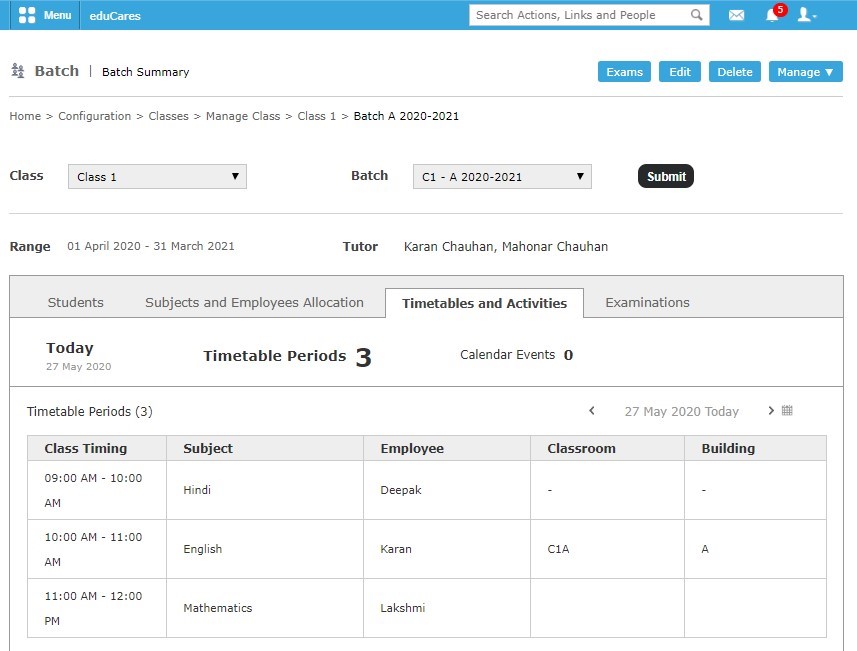 Menu eduCares Search Actions, Links and People 5
Batch | Batch Summary Exams Edit Delete Manage ▼
Home > Configuration > Classes > Manage Class > Class 1 > Batch A 2020-2021
Class Class 1 ▼ Batch C1 - A 2020-2021 ▼ Submit
Range 01 April 2020 - 31 March 2021 Tutor Karan Chauhan, Mahonar Chauhan
Students Subjects and Employees Allocation Timetables and Activities Examinations
Today Timetable Periods 3 Calendar Events 0
27 May 2020
Timetable Periods (3) 27 May 2020 Today
Class Timing Subject Employee Classroom Building
09:00 AM - 10:00
AM Hindi Deepak - -
10:00 AM - 11:00
AM English Karan C1A A
11:00 AM - 12:00
PM Mathematics Lakshmi